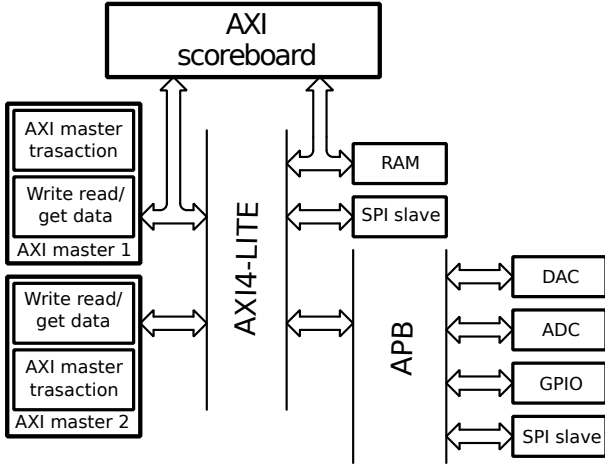 AXI
scoreboard
AXI master
trasaction
Write read/
get data
AXI master 1
Write read/
get data
AXI master
trasaction
AXI master 2
AXI4-LITE
RAM
SPI slave
APB
DAC
ADC
GPIO
SPI slave